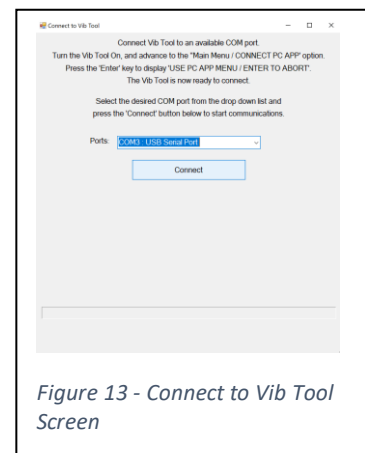 Connect to Vib Tool
Connect Vib Tool to an available COM port.
Turn the Vib Tool On, and advance to the "Main Menu / CONNECT PC APP' option.
Press the 'Enter' key to display 'USE PC APP MENU / ENTER TO ABORT'.
The Vib Tool is now ready to connect.
Select the desired COM port from the drop down list and
press the 'Connect' button below to start communications.
Ports: COM3 : USB Serial Port
Connect
Figure 13 - Connect to Vib Tool
Screen